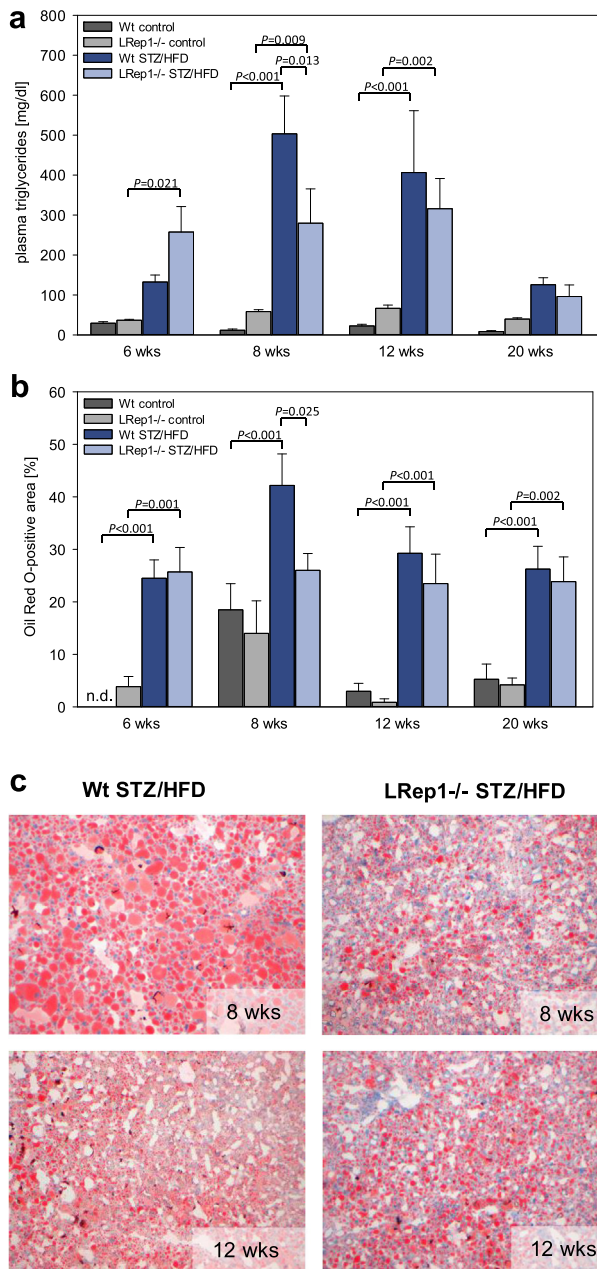 a
800
700
600
500
400
300
200
100
0
plasma triglycerides [mg/dl]
Wt control
LRep1-/- control
Wt STZ/HFD
LRep1-/- STZ/HFD
P=0.021
P=0.009
P<0.001
P=0.013
P=0.002
P<0.001
6 wks 8 wks 12 wks 20 wks
b
60
50
40
30
20
10
0
Oil Red O-positive area [%]
Wt control
LRep1-/- control
Wt STZ/HFD
LRep1-/- STZ/HFD
P=0.001
P<0.001
P=0.025
P<0.001
P<0.001
P<0.001
P=0.002
P<0.001
n.d.
6 wks 8 wks 12 wks 20 wks
c
Wt STZ/HFD LRep1-/- STZ/HFD
8 wks 8 wks
12 wks 12 wks